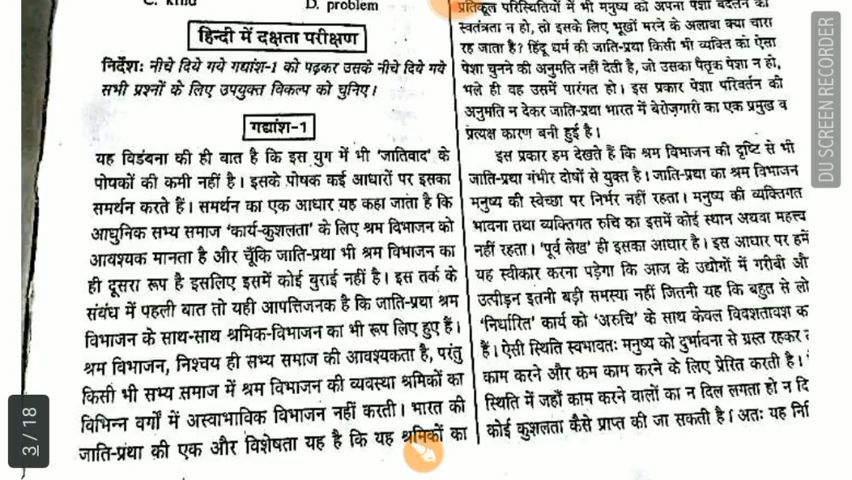 C. kind
D. problem
हिन्दी में दक्षता परीक्षण
निर्देश: नीचे दिये गये गद्यांश-1 को पढ़कर उसके नीचे दिये गये
सभी प्रश्नों के लिए उपयुक्त विकल्प को चुनिए।
गद्यांश-1
यह विडंबना की ही बात है कि इस युग में भी ‘जातिवाद’ के
पोषकों की कमी नहीं है। इसके पोषक कई आधारों पर इसका
समर्थन करते हैं। समर्थन का एक आधार यह कहा जाता है कि
आधुनिक सभ्य समाज ‘कार्य-कुशलता’ के लिए श्रम विभाजन को
आवश्यक मानता है और चूँकि जाति-प्रथा भी श्रम विभाजन का
ही दूसरा रूप है इसलिए इसमें कोई बुराई नहीं है। इस तर्क के
संबंध में पहली बात तो यही आपत्तिजनक है कि जाति-प्रथा श्रम
विभाजन के साथ-साथ श्रमिक-विभाजन का भी रूप लिए हुए है।
श्रम विभाजन, निश्चय ही सभ्य समाज की आवश्यकता है, परंतु
किसी भी सभ्य समाज में श्रम विभाजन की व्यवस्था श्रमिकों का
विभिन्न वर्गों में अस्वाभाविक विभाजन नहीं करती। भारत की
जाति-प्रथा की एक और विशेषता यह है कि यह श्रमिकों का
प्रतिकूल परिस्थितियों में भी मनुष्य को अपना पेशा बदलने की
स्वतंत्रता न हो, तो इसके लिए भूखों मरने के अलावा क्या चारा
रह जाता है? हिंदू धर्म की जाति-प्रथा किसी भी व्यक्ति को ऐसा
पेशा चुनने की अनुमति नहीं देती है, जो उसका पैतृक पेशा न हो,
भले ही वह उसमें पारंगत हो। इस प्रकार पेशा परिवर्तन की
अनुमति न देकर जाति-प्रथा भारत में बेरोज़गारी का एक प्रमुख व
प्रत्यक्ष कारण बनी हुई है।
इस प्रकार हम देखते हैं कि श्रम विभाजन की दृष्टि से भी
जाति-प्रथा गंभीर दोषों से युक्त है। जाति-प्रथा का श्रम विभाजन
मनुष्य की स्वेच्छा पर निर्भर नहीं रहता। मनुष्य की व्यक्तिगत
भावना तथा व्यक्तिगत रुचि का इसमें कोई स्थान अथवा महत्त्व
नहीं रहता। ‘पूर्व लेख’ ही इसका आधार है। इस आधार पर हमें
यह स्वीकार करना पड़ेगा कि आज के उद्योगों में गरीबी औ
उत्पीड़न इतनी बड़ी समस्या नहीं जितनी यह कि बहुत से लो
‘निर्धारित’ कार्य को ‘अरुचि’ के साथ केवल विवशतावश क
हैं। ऐसी स्थिति स्वभावतः मनुष्य को दुर्भावना से ग्रस्त रहकर
काम करने और कम काम करने के लिए प्रेरित करती है।
स्थिति में जहाँ काम करने वालों का न दिल लगता हो न दि
कोई कुशलता कैसे प्राप्त की जा सकती है। अतः यह नि
3 / 18
DU SCREEN RECORDER